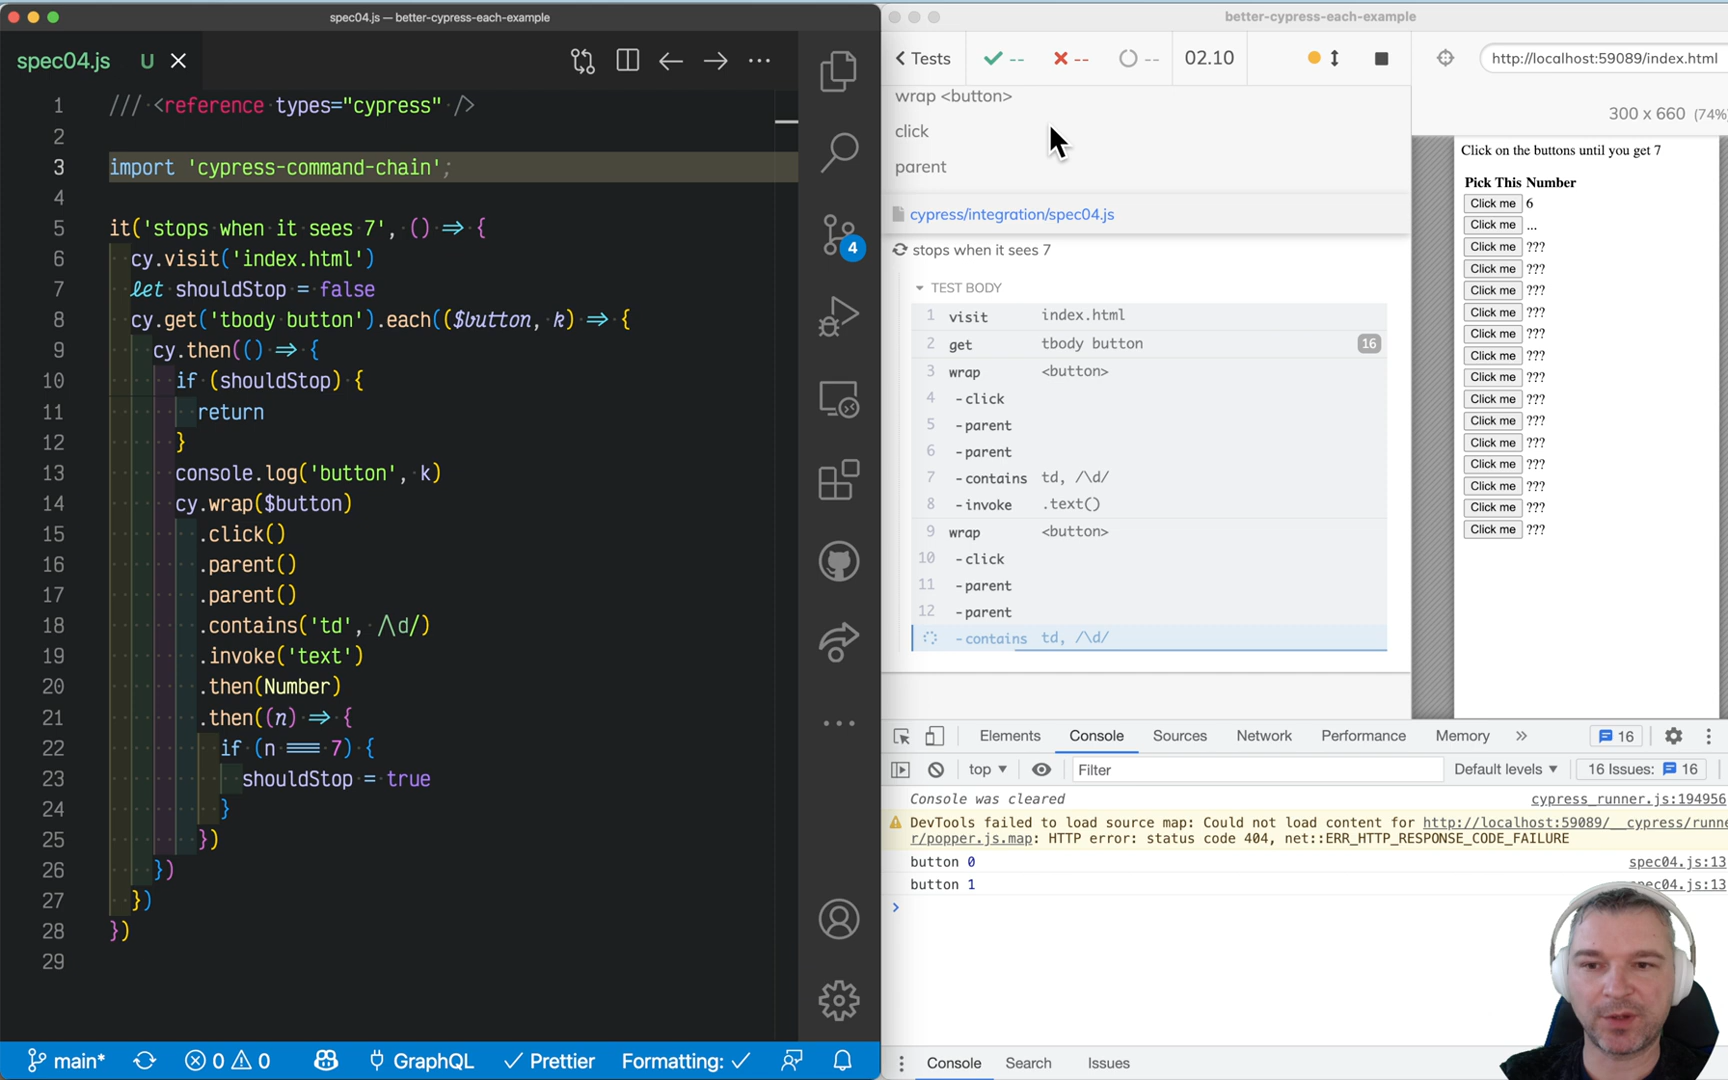 spec04.js — better-cypress-each-example
spec04.js U
1 /// <reference types="cypress" />
2
3 import 'cypress-command-chain';
4
5 it('stops when it sees 7', () => {
6 cy.visit('index.html')
7 let shouldStop = false
8 cy.get('tbody button').each(($button, k) => {
9 cy.then(() => {
10 if (shouldStop) {
11 return
12 }
13 console.log('button', k)
14 cy.wrap($button)
15 .click()
16 .parent()
17 .parent()
18 .contains('td', /\d/)
19 .invoke('text')
20 .then(Number)
21 .then((n) => {
22 if (n === 7) {
23 shouldStop = true
24 }
25 })
26 })
27 })
28 })
29
4
main* 0 0 GraphQL Prettier Formatting:
better-cypress-each-example
Tests -- -- -- 02.10
http://localhost:59089/index.html
300 x 660 (74%
wrap <button>
click
parent
cypress/integration/spec04.js
stops when it sees 7
TEST BODY
1 visit index.html
2 get tbody button 16
3 wrap <button>
4 -click
5 -parent
6 -parent
7 -contains td, /\d/
8 -invoke .text()
9 wrap <button>
10 -click
11 -parent
12 -parent
-contains td, /\d/
Click on the buttons until you get 7
Pick This Number
Click me 6
Click me ...
Click me ???
Click me ???
Click me ???
Click me ???
Click me ???
Click me ???
Click me ???
Click me ???
Click me ???
Click me ???
Click me ???
Click me ???
Click me ???
Click me ???
Elements Console Sources Network Performance Memory » 16
top Filter Default levels 16 Issues: 16
Console was cleared cypress_runner.js:194956
DevTools failed to load source map: Could not load content for http://localhost:59089/__cypress/runne
r/popper.js.map: HTTP error: status code 404, net::ERR_HTTP_RESPONSE_CODE_FAILURE
button 0 spec04.js:13
button 1 spec04.js:13
Console Search Issues